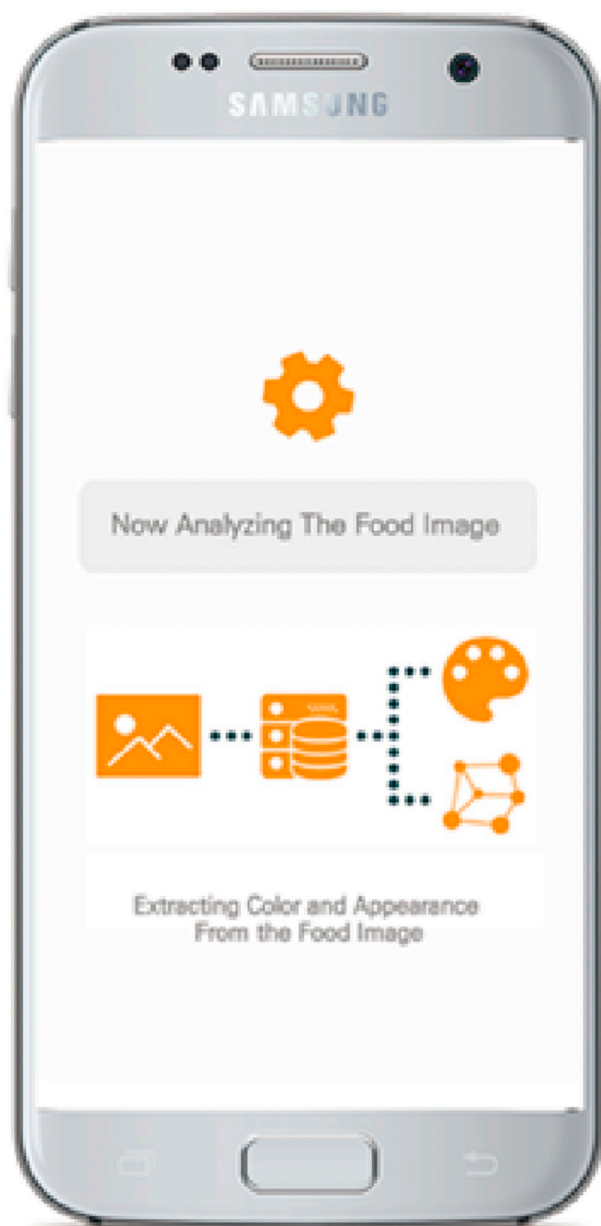 SAMSUNG
Now Analyzing The Food Image
Extracting Color and Appearance
From the Food Image